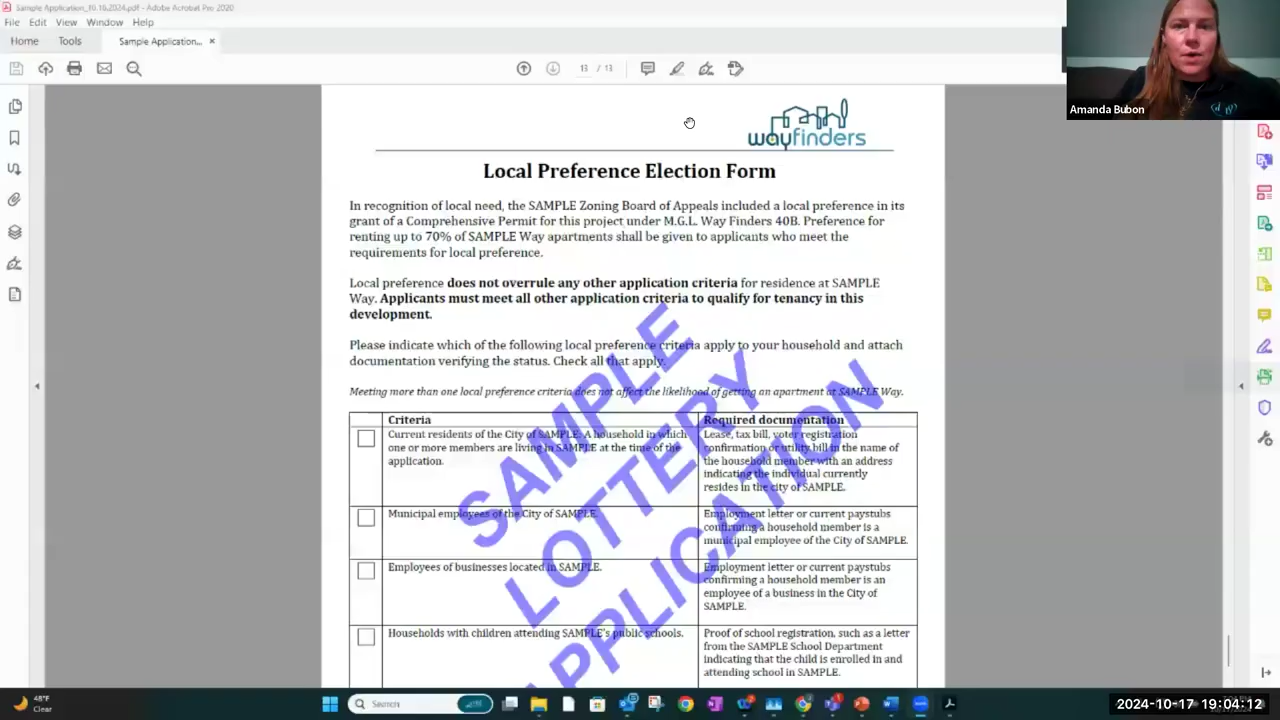 Sample Application_10.16.2024.pdf - Adobe Acrobat Pro 2020
File Edit View Window Help
Home Tools Sample Application... ×
13 / 13
Amanda Bubon
wayfinders
Local Preference Election Form
In recognition of local need, the SAMPLE Zoning Board of Appeals included a local preference in its
grant of a Comprehensive Permit for this project under M.G.L. Way Finders 40B. Preference for
renting up to 70% of SAMPLE Way apartments shall be given to applicants who meet the
requirements for local preference.
Local preference does not overrule any other application criteria for residence at SAMPLE
Way. Applicants must meet all other application criteria to qualify for tenancy in this
development.
Please indicate which of the following local preference criteria apply to your household and attach
documentation verifying the status. Check all that apply.
Meeting more than one local preference criteria does not affect the likelihood of getting an apartment at SAMPLE Way.
Criteria
Required documentation
Current residents of the City of SAMPLE. A household in which
one or more members are living in SAMPLE at the time of the
application.
Lease, tax bill, voter registration
confirmation or utility bill in the name of
the household member with an address
indicating the individual currently
resides in the city of SAMPLE.
Municipal employees of the City of SAMPLE.
Employment letter or current paystubs
confirming a household member is a
municipal employee of the City of SAMPLE.
Employees of businesses located in SAMPLE.
Employment letter or current paystubs
confirming a household member is an
employee of a business in the City of
SAMPLE.
Households with children attending SAMPLE's public schools.
Proof of school registration, such as a letter
from the SAMPLE School Department
indicating that the child is enrolled in and
attending school in SAMPLE.
SAMPLE
LOTTERY
APPLICATION
48°F
Clear
Search
2024-10-17 19:04:12